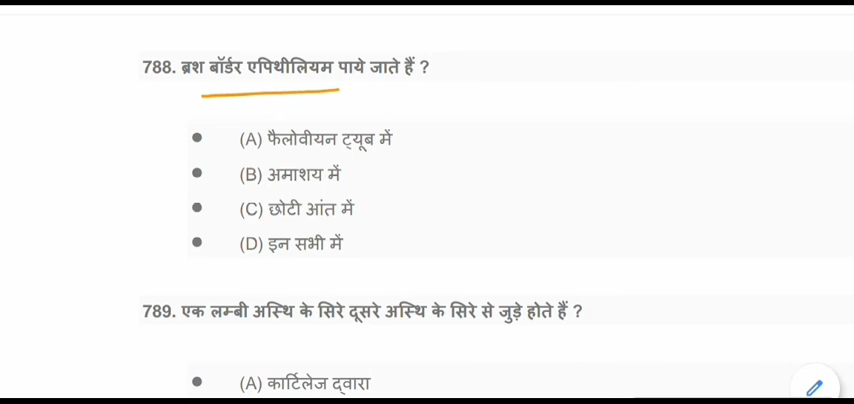 788. ब्रश बॉर्डर एपिथीलियम पाये जाते हैं ?
(A) फैलोवीयन ट्यूब में
(B) अमाशय में
(C) छोटी आंत में
(D) इन सभी में
789. एक लम्बी अस्थि के सिरे दूसरे अस्थि के सिरे से जुड़े होते हैं ?
(A) कार्टिलेज द्वारा